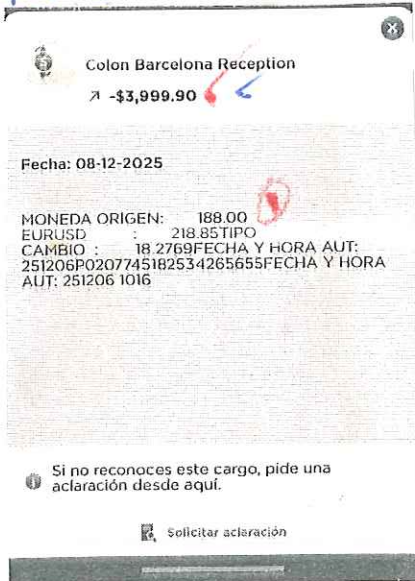 Colon Barcelona Reception
-$3,999.90
Fecha: 08-12-2025
MONEDA ORIGEN: 188.00
EURUSD : 218.85TIPO
CAMBIO : 18.2769FECHA Y HORA AUT:
251206P0207745182534265655FECHA Y HORA
AUT: 251206 1016
Si no reconoces este cargo, pide una
aclaración desde aquí.
Solicitar aclaración